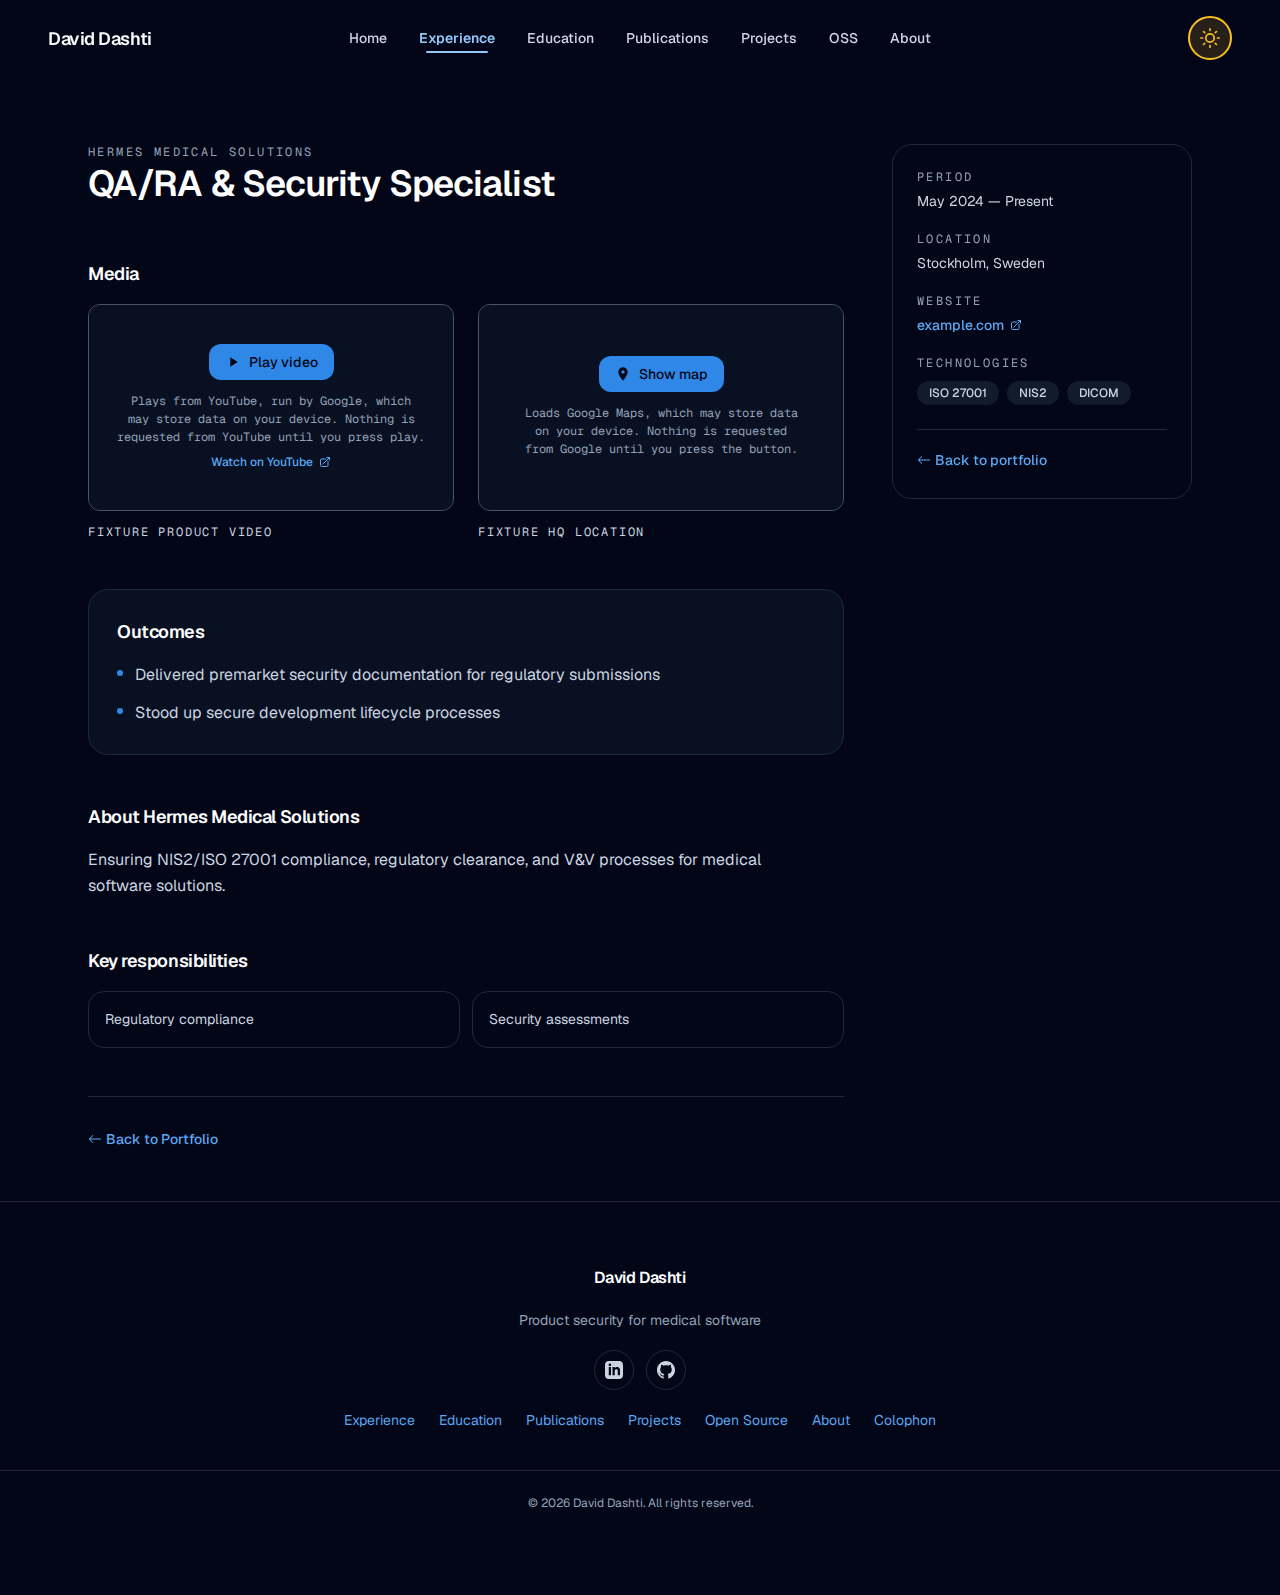 David Dashti
Home Experience Education Publications Projects OSS About
HERMES MEDICAL SOLUTIONS
QA/RA & Security Specialist
Media
Play video
Plays from YouTube, run by Google, which
may store data on your device. Nothing is
requested from YouTube until you press play.
Watch on YouTube
FIXTURE PRODUCT VIDEO
Show map
Loads Google Maps, which may store data
on your device. Nothing is requested
from Google until you press the button.
FIXTURE HQ LOCATION
Outcomes
Delivered premarket security documentation for regulatory submissions
Stood up secure development lifecycle processes
About Hermes Medical Solutions
Ensuring NIS2/ISO 27001 compliance, regulatory clearance, and V&V processes for medical
software solutions.
Key responsibilities
Regulatory compliance
Security assessments
← Back to Portfolio
PERIOD
May 2024 — Present
LOCATION
Stockholm, Sweden
WEBSITE
example.com
TECHNOLOGIES
ISO 27001 NIS2 DICOM
← Back to portfolio
David Dashti
Product security for medical software
in
Experience Education Publications Projects Open Source About Colophon
© 2026 David Dashti. All rights reserved.